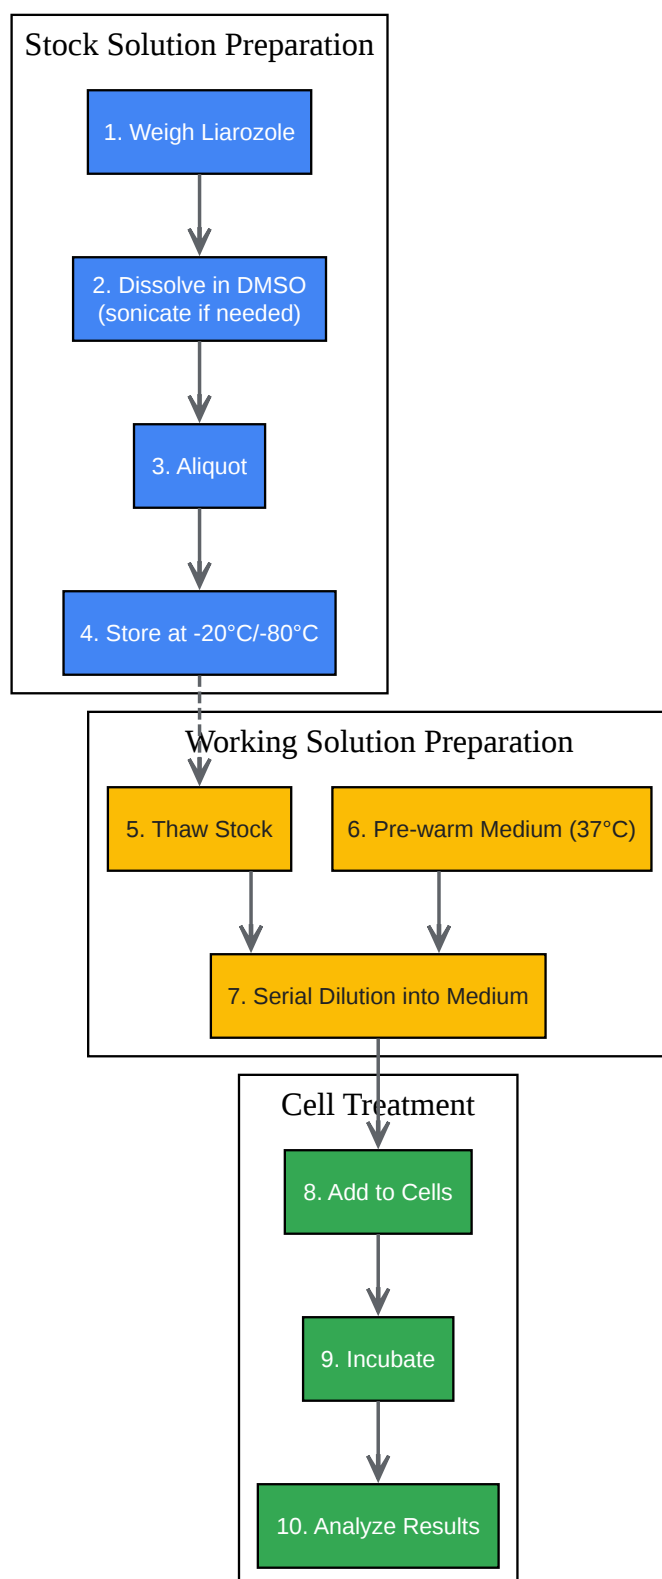 Stock Solution Preparation
1. Weigh Liarozole
2. Dissolve in DMSO
(sonicate if needed)
3. Aliquot
4. Store at -20°C/-80°C
Working Solution Preparation
5. Thaw Stock
6. Pre-warm Medium (37°C)
7. Serial Dilution into Medium
Cell Treatment
8. Add to Cells
9. Incubate
10. Analyze Results